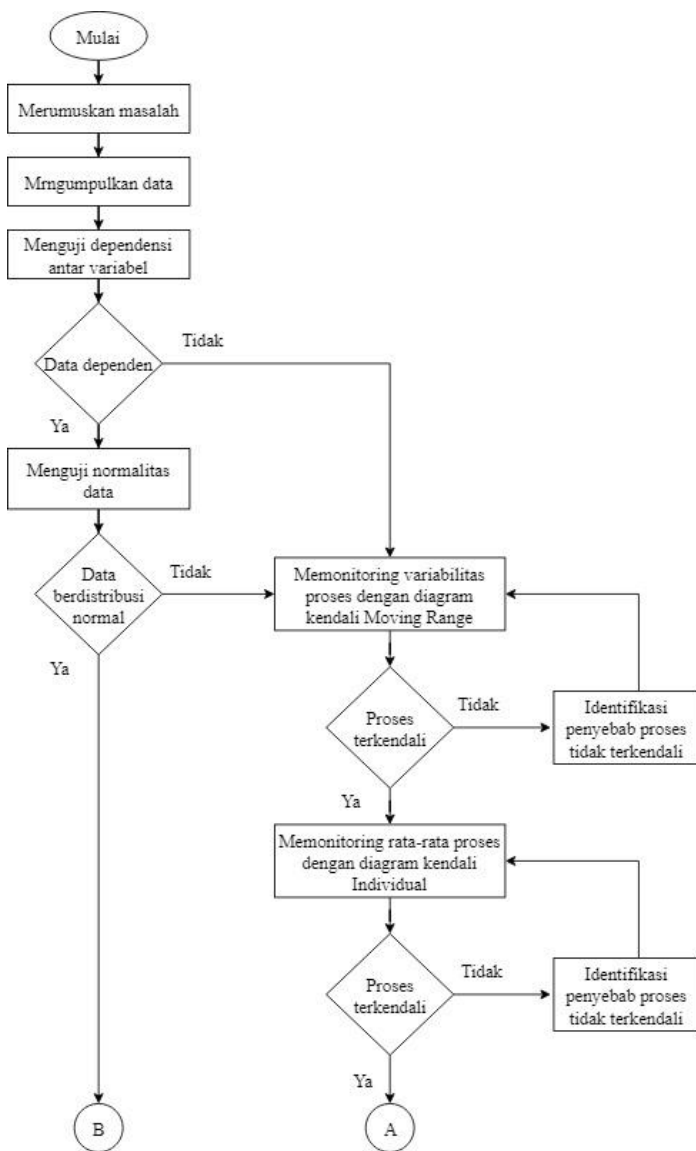 Mulai
Merumuskan masalah
Mrngumpulkan data
Menguji dependensi
antar variabel
Data dependen
Tidak
Ya
Menguji normalitas
data
Data
berdistribusi
normal
Tidak
Ya
Memonitoring variabilitas
proses dengan diagram
kendali Moving Range
Proses
terkendali
Tidak
Identifikasi
penyebab proses
tidak terkendali
Ya
Memonitoring rata-rata proses
dengan diagram kendali
Individual
Proses
terkendali
Tidak
Identifikasi
penyebab proses
tidak terkendali
Ya
B
A